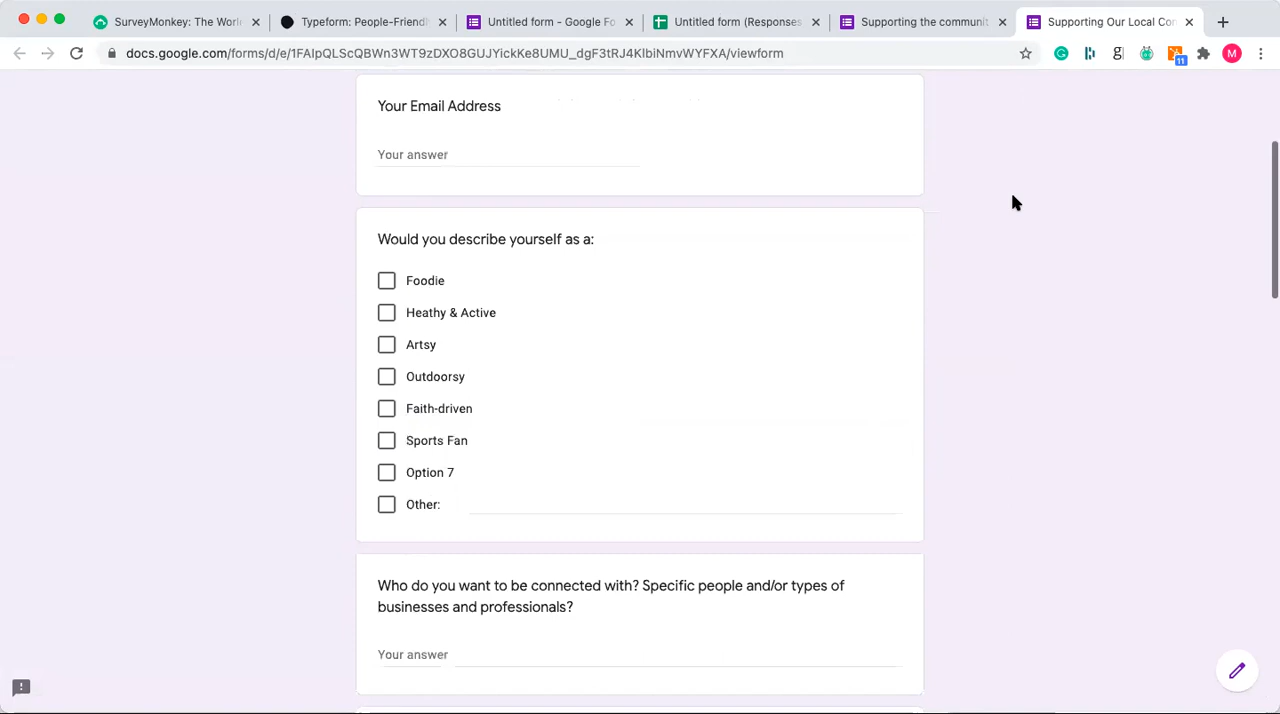 SurveyMonkey: The Worl
Typeform: People-Friendl
Untitled form - Google Fo
Untitled form (Responses
Supporting the communit
Supporting Our Local Con
docs.google.com/forms/d/e/1FAIpQLScQBWn3WT9zDXO8GUJYickKe8UMU_dgF3tRJ4KlbiNmvWYFXA/viewform
g
11
M
Your Email Address
Your answer
Would you describe yourself as a:
Foodie
Heathy & Active
Artsy
Outdoorsy
Faith-driven
Sports Fan
Option 7
Other:
Who do you want to be connected with? Specific people and/or types of
businesses and professionals?
Your answer